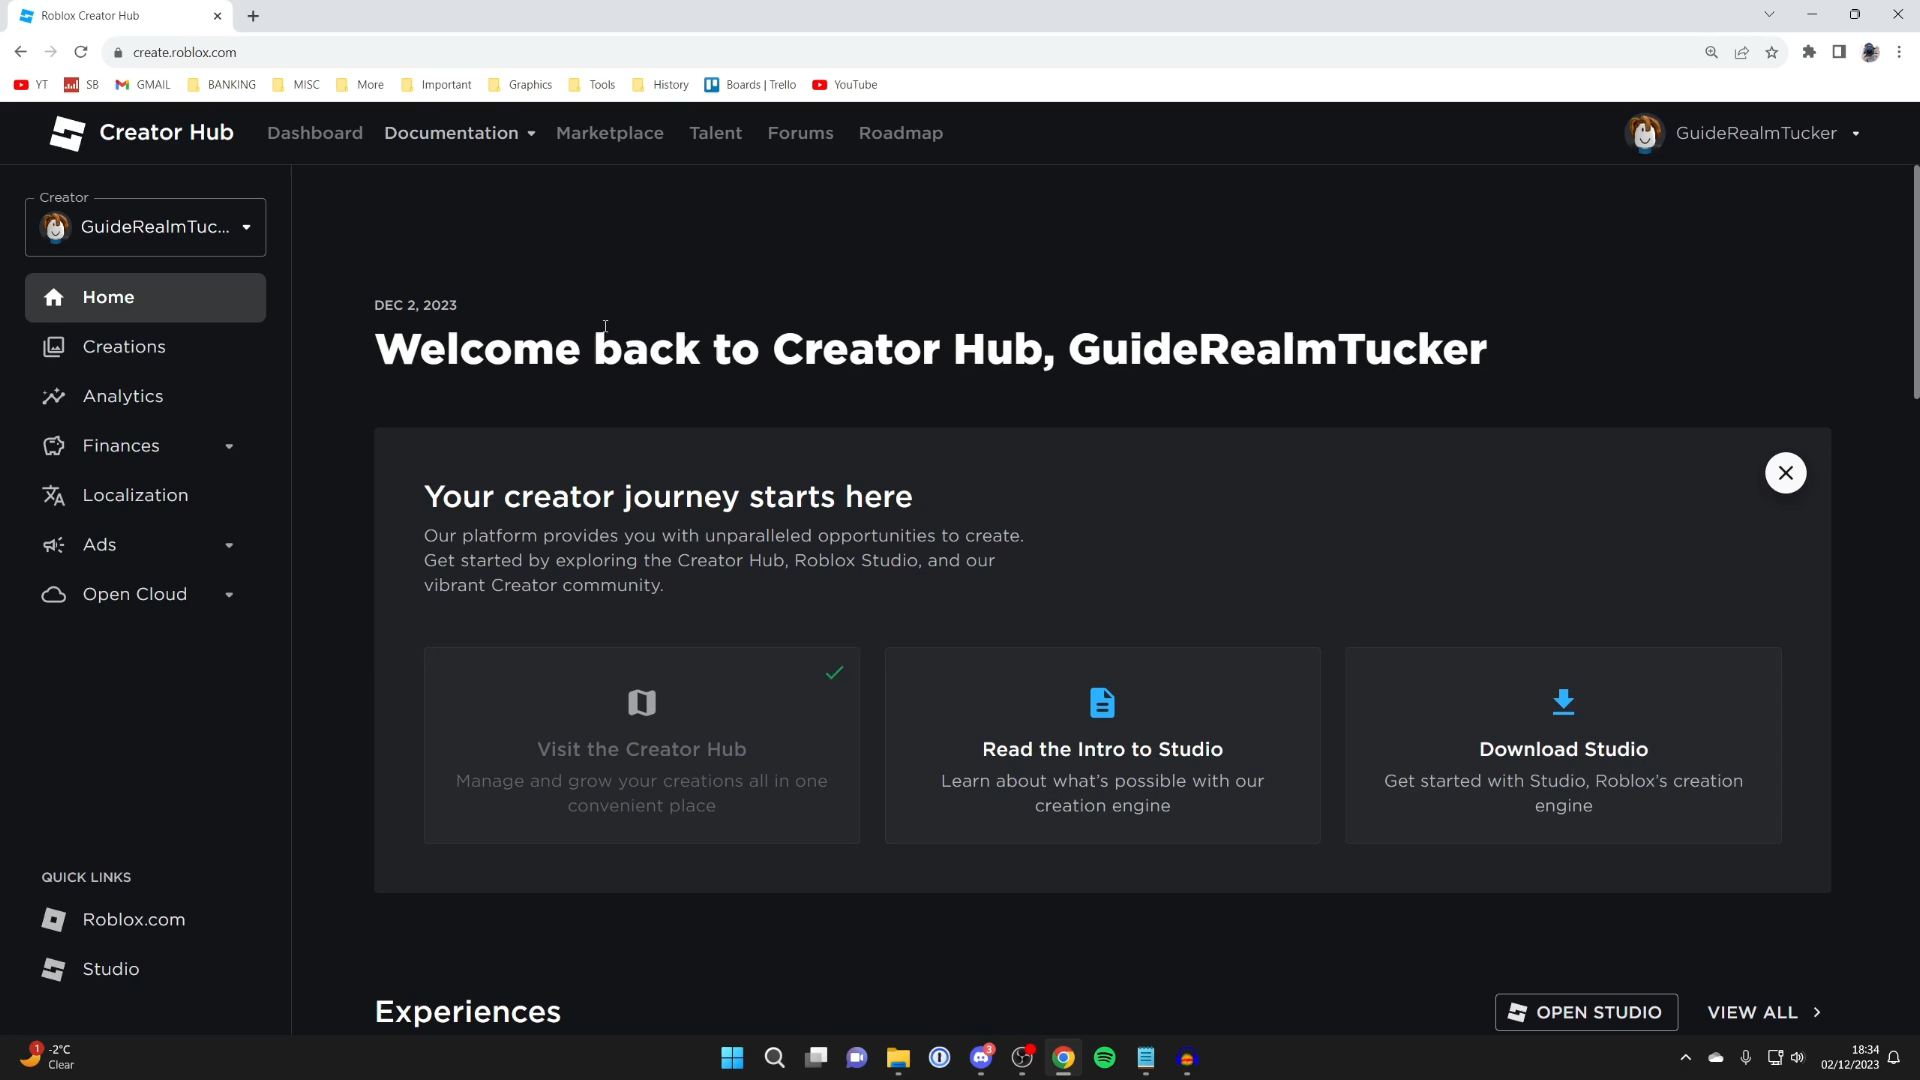 Roblox Creator Hub
create.roblox.com
YT SB GMAIL BANKING MISC More Important Graphics Tools History Boards | Trello YouTube
Creator Hub Dashboard Documentation Marketplace Talent Forums Roadmap GuideRealmTucker
Creator
GuideRealmTuc...
Home
Creations
Analytics
Finances
Localization
Ads
Open Cloud
QUICK LINKS
Roblox.com
Studio
DEC 2, 2023
Welcome back to Creator Hub, GuideRealmTucker
Your creator journey starts here
Our platform provides you with unparalleled opportunities to create.
Get started by exploring the Creator Hub, Roblox Studio, and our
vibrant Creator community.
Visit the Creator Hub
Manage and grow your creations all in one
convenient place
Read the Intro to Studio
Learn about what's possible with our
creation engine
Download Studio
Get started with Studio, Roblox's creation
engine
Experiences
OPEN STUDIO
VIEW ALL
1
-2°C
Clear
3
18:34
02/12/2023